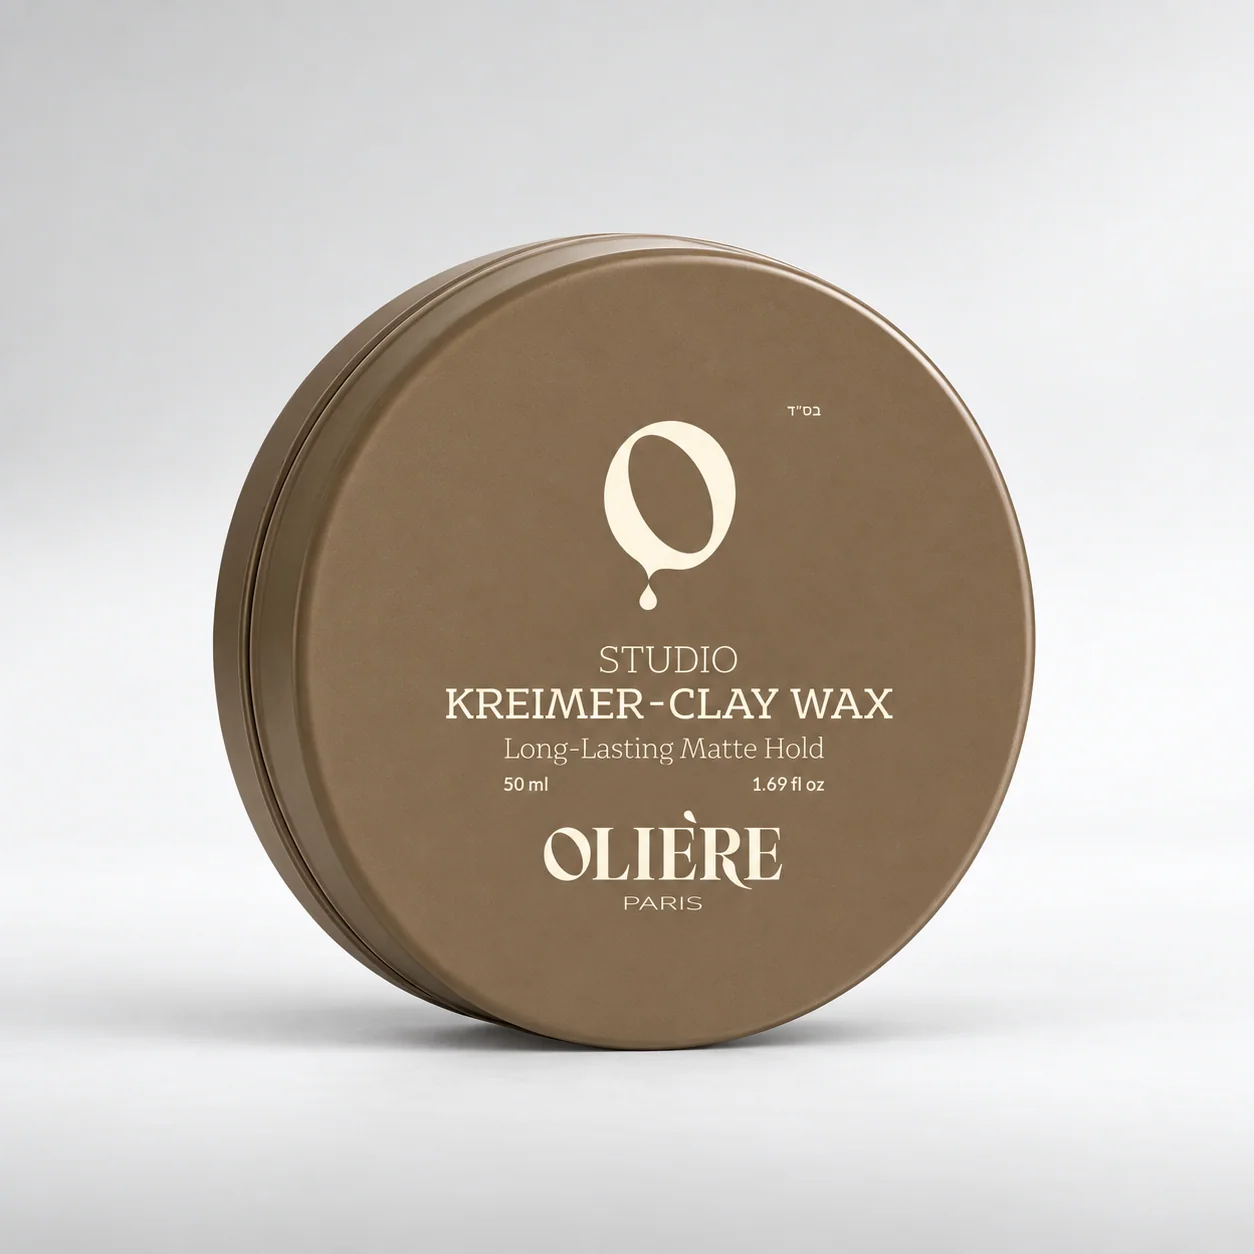 בס"ד
O
STUDIO
KREIMER-CLAY WAX
Long-Lasting Matte Hold
50 ml 1.69 fl oz
OLIÈRE
PARIS